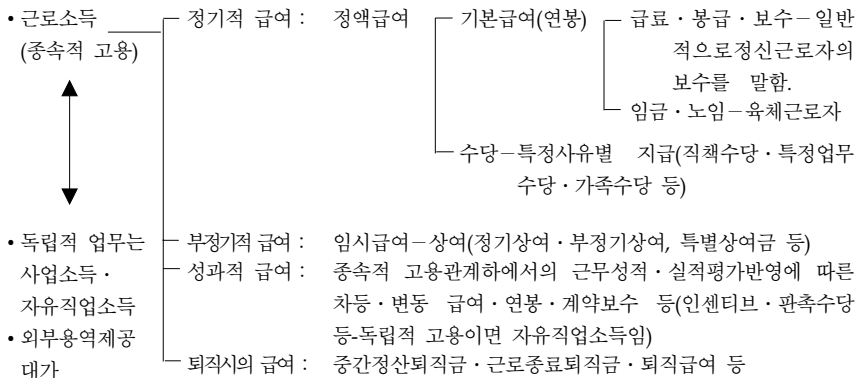 • 근로소득 정기적 급여 : 정액급여 기본급여(연봉) 급료·봉급·보수－일반
(종속적 고용) 적으로정신근로자의
보수를 말함.
임금·노임－육체근로자
수당－특정사유별 지급(직책수당·특정업무
수당·가족수당 등)
• 독립적 업무는 부정기적 급여 : 임시급여－상여(정기상여·부정기상여, 특별상여금 등)
사업소득· 성과적 급여 : 종속적 고용관계하에서의 근무성적·실적평가반영에 따른
자유직업소득 차등·변동 급여·연봉·계약보수 등(인센티브·판촉수당
• 외부용역제공 등-독립적 고용이면 자유직업소득임)
대가 퇴직시의 급여 : 중간정산퇴직금·근로종료퇴직금·퇴직급여 등